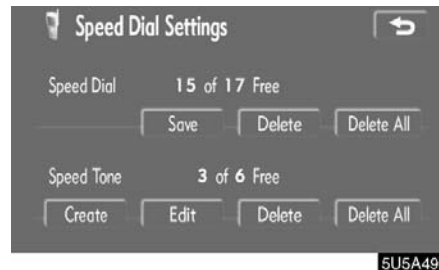 Speed Dial Settings
Speed Dial 15 of 17 Free
Save Delete Delete All
Speed Tone 3 of 6 Free
Create Edit Delete Delete All
5U5A49